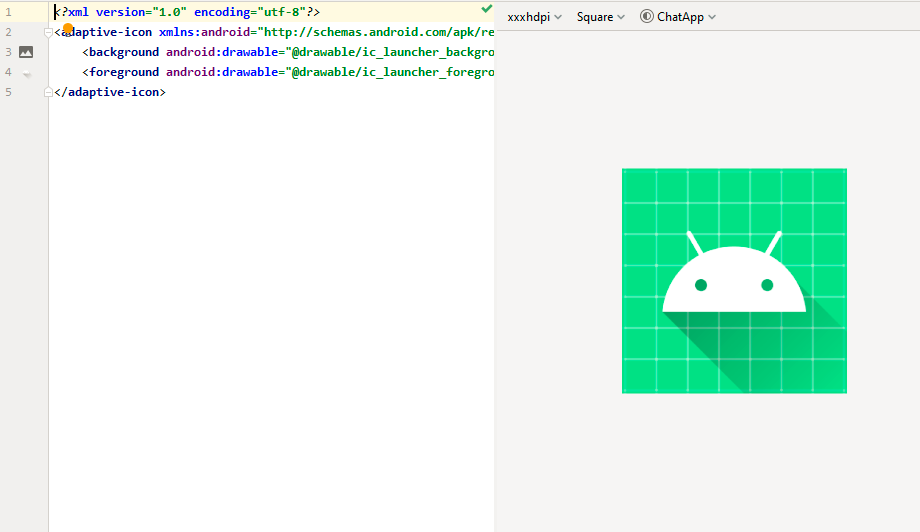 xxxhdpi Square ChatApp
1 <?xml version="1.0" encoding="utf-8"?>
2 <adaptive-icon xmlns:android="http://schemas.android.com/apk/re
3 <background android:drawable="@drawable/ic_launcher_backgro
4 <foreground android:drawable="@drawable/ic_launcher_foregro
5 </adaptive-icon>